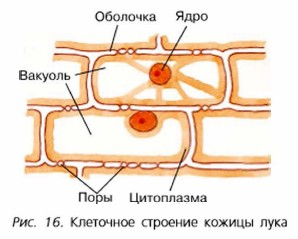 Оболочка Ядро
Вакуоль
Поры Цитоплазма
Рис. 16. Клеточное строение кожицы лука